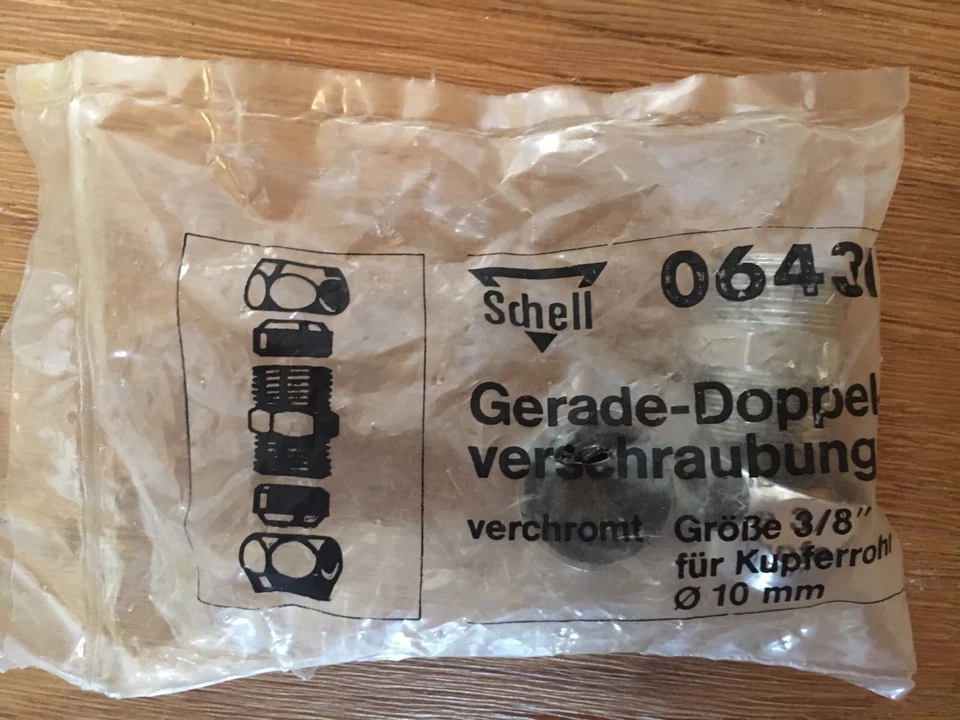 Schell
0643
Gerade-Doppel-
verschraubung
verchromt
Größe 3/8"
für Kupferrohr
Ø 10 mm